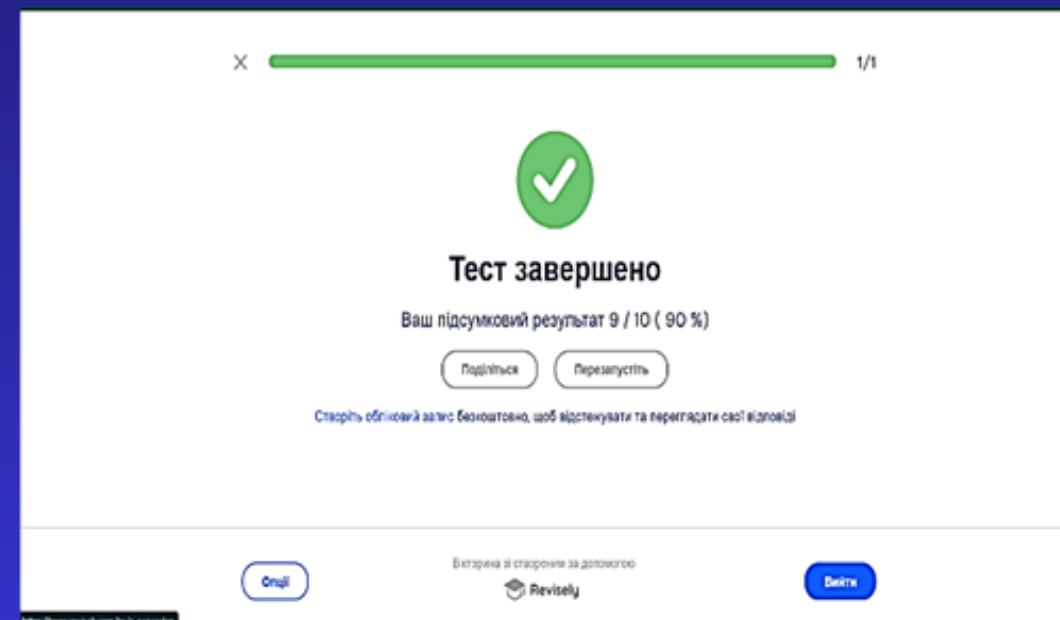 1/1
Тест завершено
Ваш підсумковий результат 9 / 10 ( 90 %)
Поділіться
Перезапустіть
Створіть обліковий запис безкоштовно, щоб відстежувати та переглядати свої відповіді
Вікторина зі створення за допомогою
Revisely
Опції
Вийти